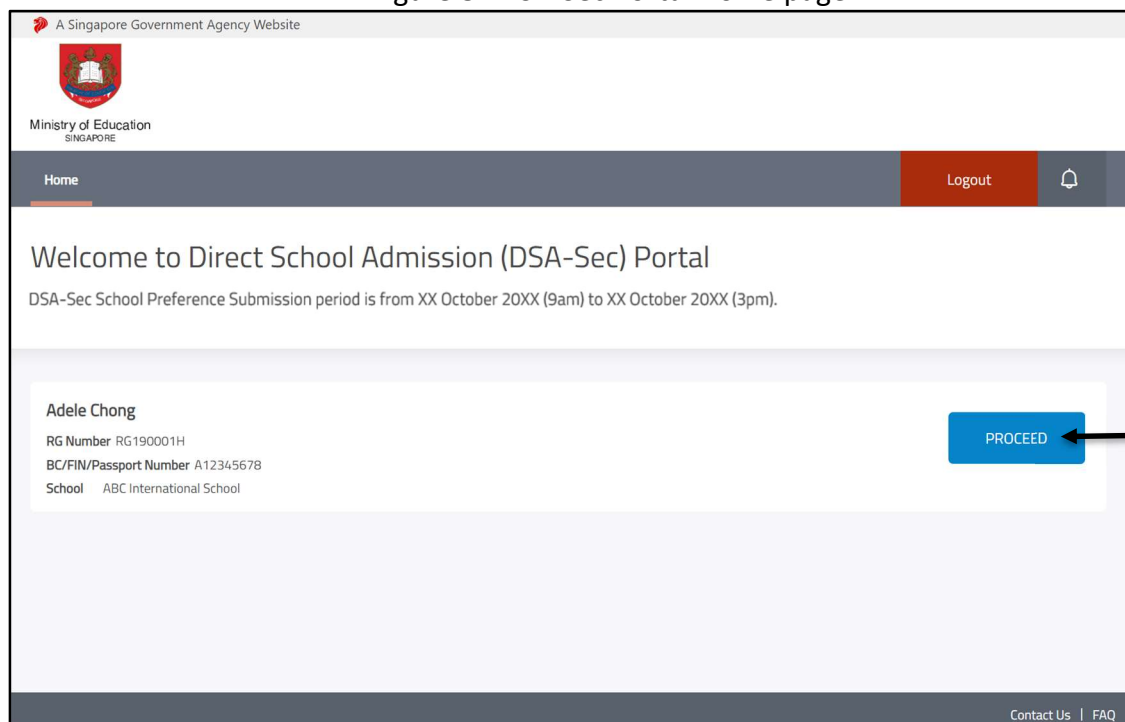 A Singapore Government Agency Website
Ministry of Education
SINGAPORE
Home
Logout
Welcome to Direct School Admission (DSA-Sec) Portal
DSA-Sec School Preference Submission period is from XX October 20XX (9am) to XX October 20XX (3pm).
Adele Chong
RG Number RG190001H
PROCEED
BC/FIN/Passport Number A12345678
School ABC International School
Contact Us | FAQ